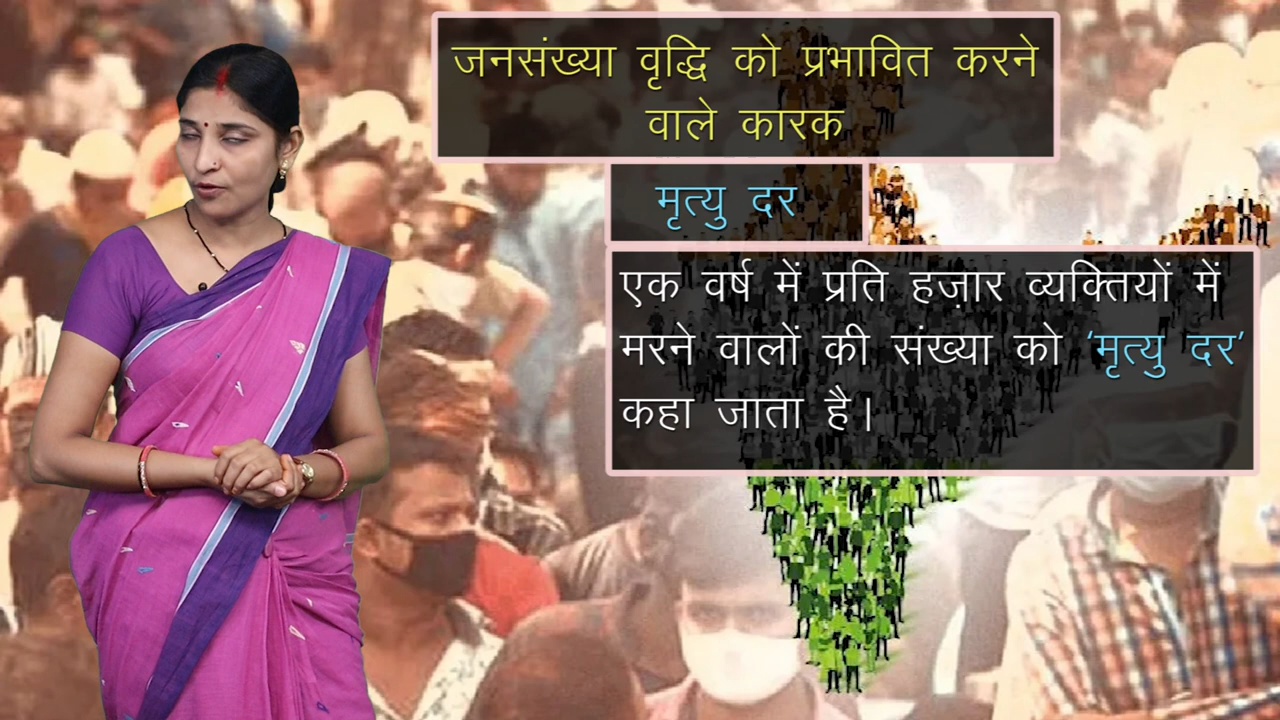 जनसंख्या वृद्धि को प्रभावित करने
वाले कारक
मृत्यु दर
एक वर्ष में प्रति हज़ार व्यक्तियों में
मरने वालों की संख्या को 'मृत्यु दर'
कहा जाता है।